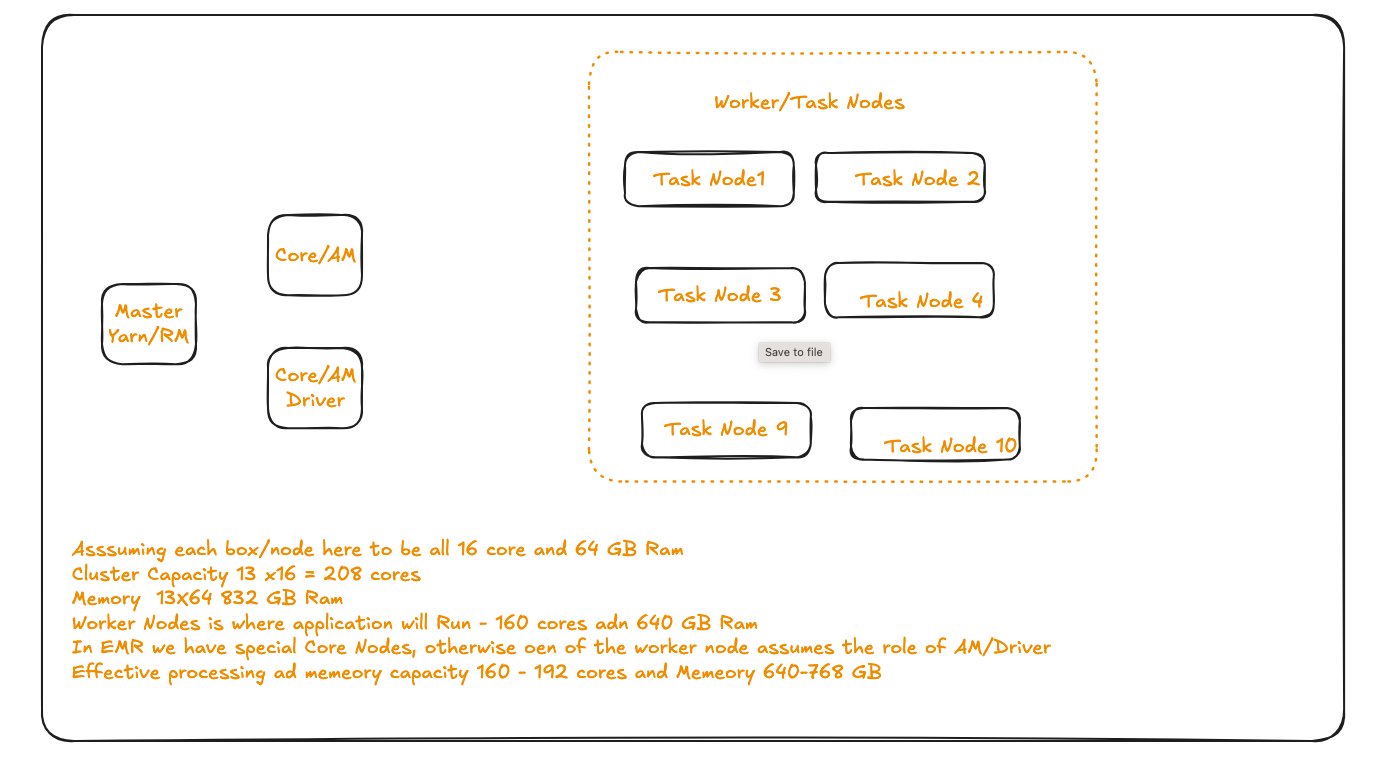 Worker/Task Nodes
Task Node1
Task Node 2
Core/AM
Master
Yarn/RM
Task Node 3
Task Node 4
Save to file
Core/AM
Driver
Task Node 9
Task Node 10
Asssuming each box/node here to be all 16 core and 64 GB Ram
Cluster Capacity 13 x16 = 208 cores
Memory  13X64 832 GB Ram
Worker Nodes is where application will Run - 160 cores adn 640 GB Ram
In EMR we have special Core Nodes, otherwise oen of the worker node assumes the role of AM/Driver
Effective processing ad memeory capacity 160 - 192 cores and Memeory 640-768 GB